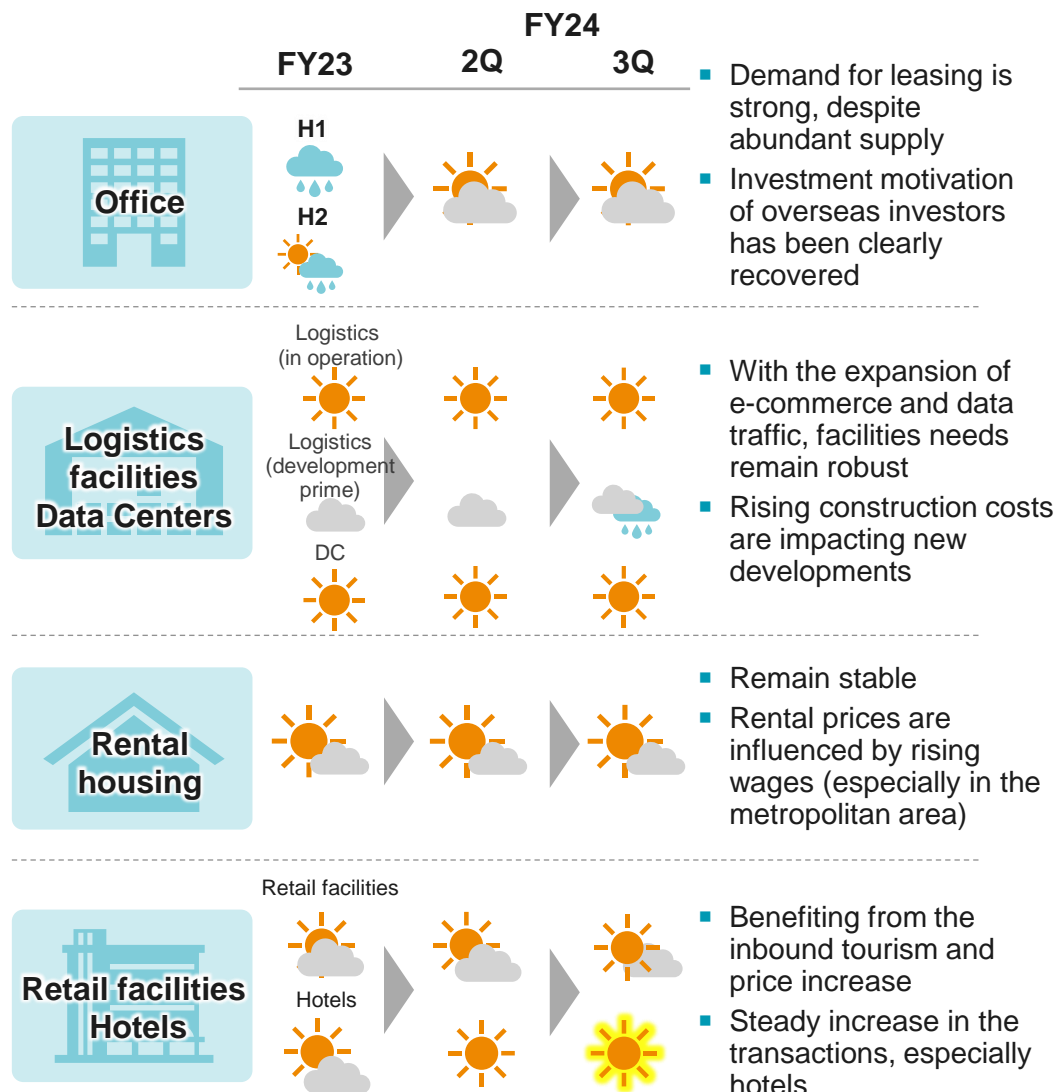 FY24
FY23
2Q
3Q
Office
H1
H2
Demand for leasing is
strong, despite
abundant supply
Investment motivation
of overseas investors
has been clearly
recovered
Logistics
facilities
Data Centers
Logistics
(in operation)
Logistics
(development
prime)
DC
With the expansion of
e-commerce and data
traffic, facilities needs
remain robust
Rising construction costs
are impacting new
developments
Rental
housing
Remain stable
Rental prices are
influenced by rising
wages (especially in the
metropolitan area)
Retail facilities
Hotels
Retail facilities
Hotels
Benefiting from the
inbound tourism and
price increase
Steady increase in the
transactions, especially
hotels